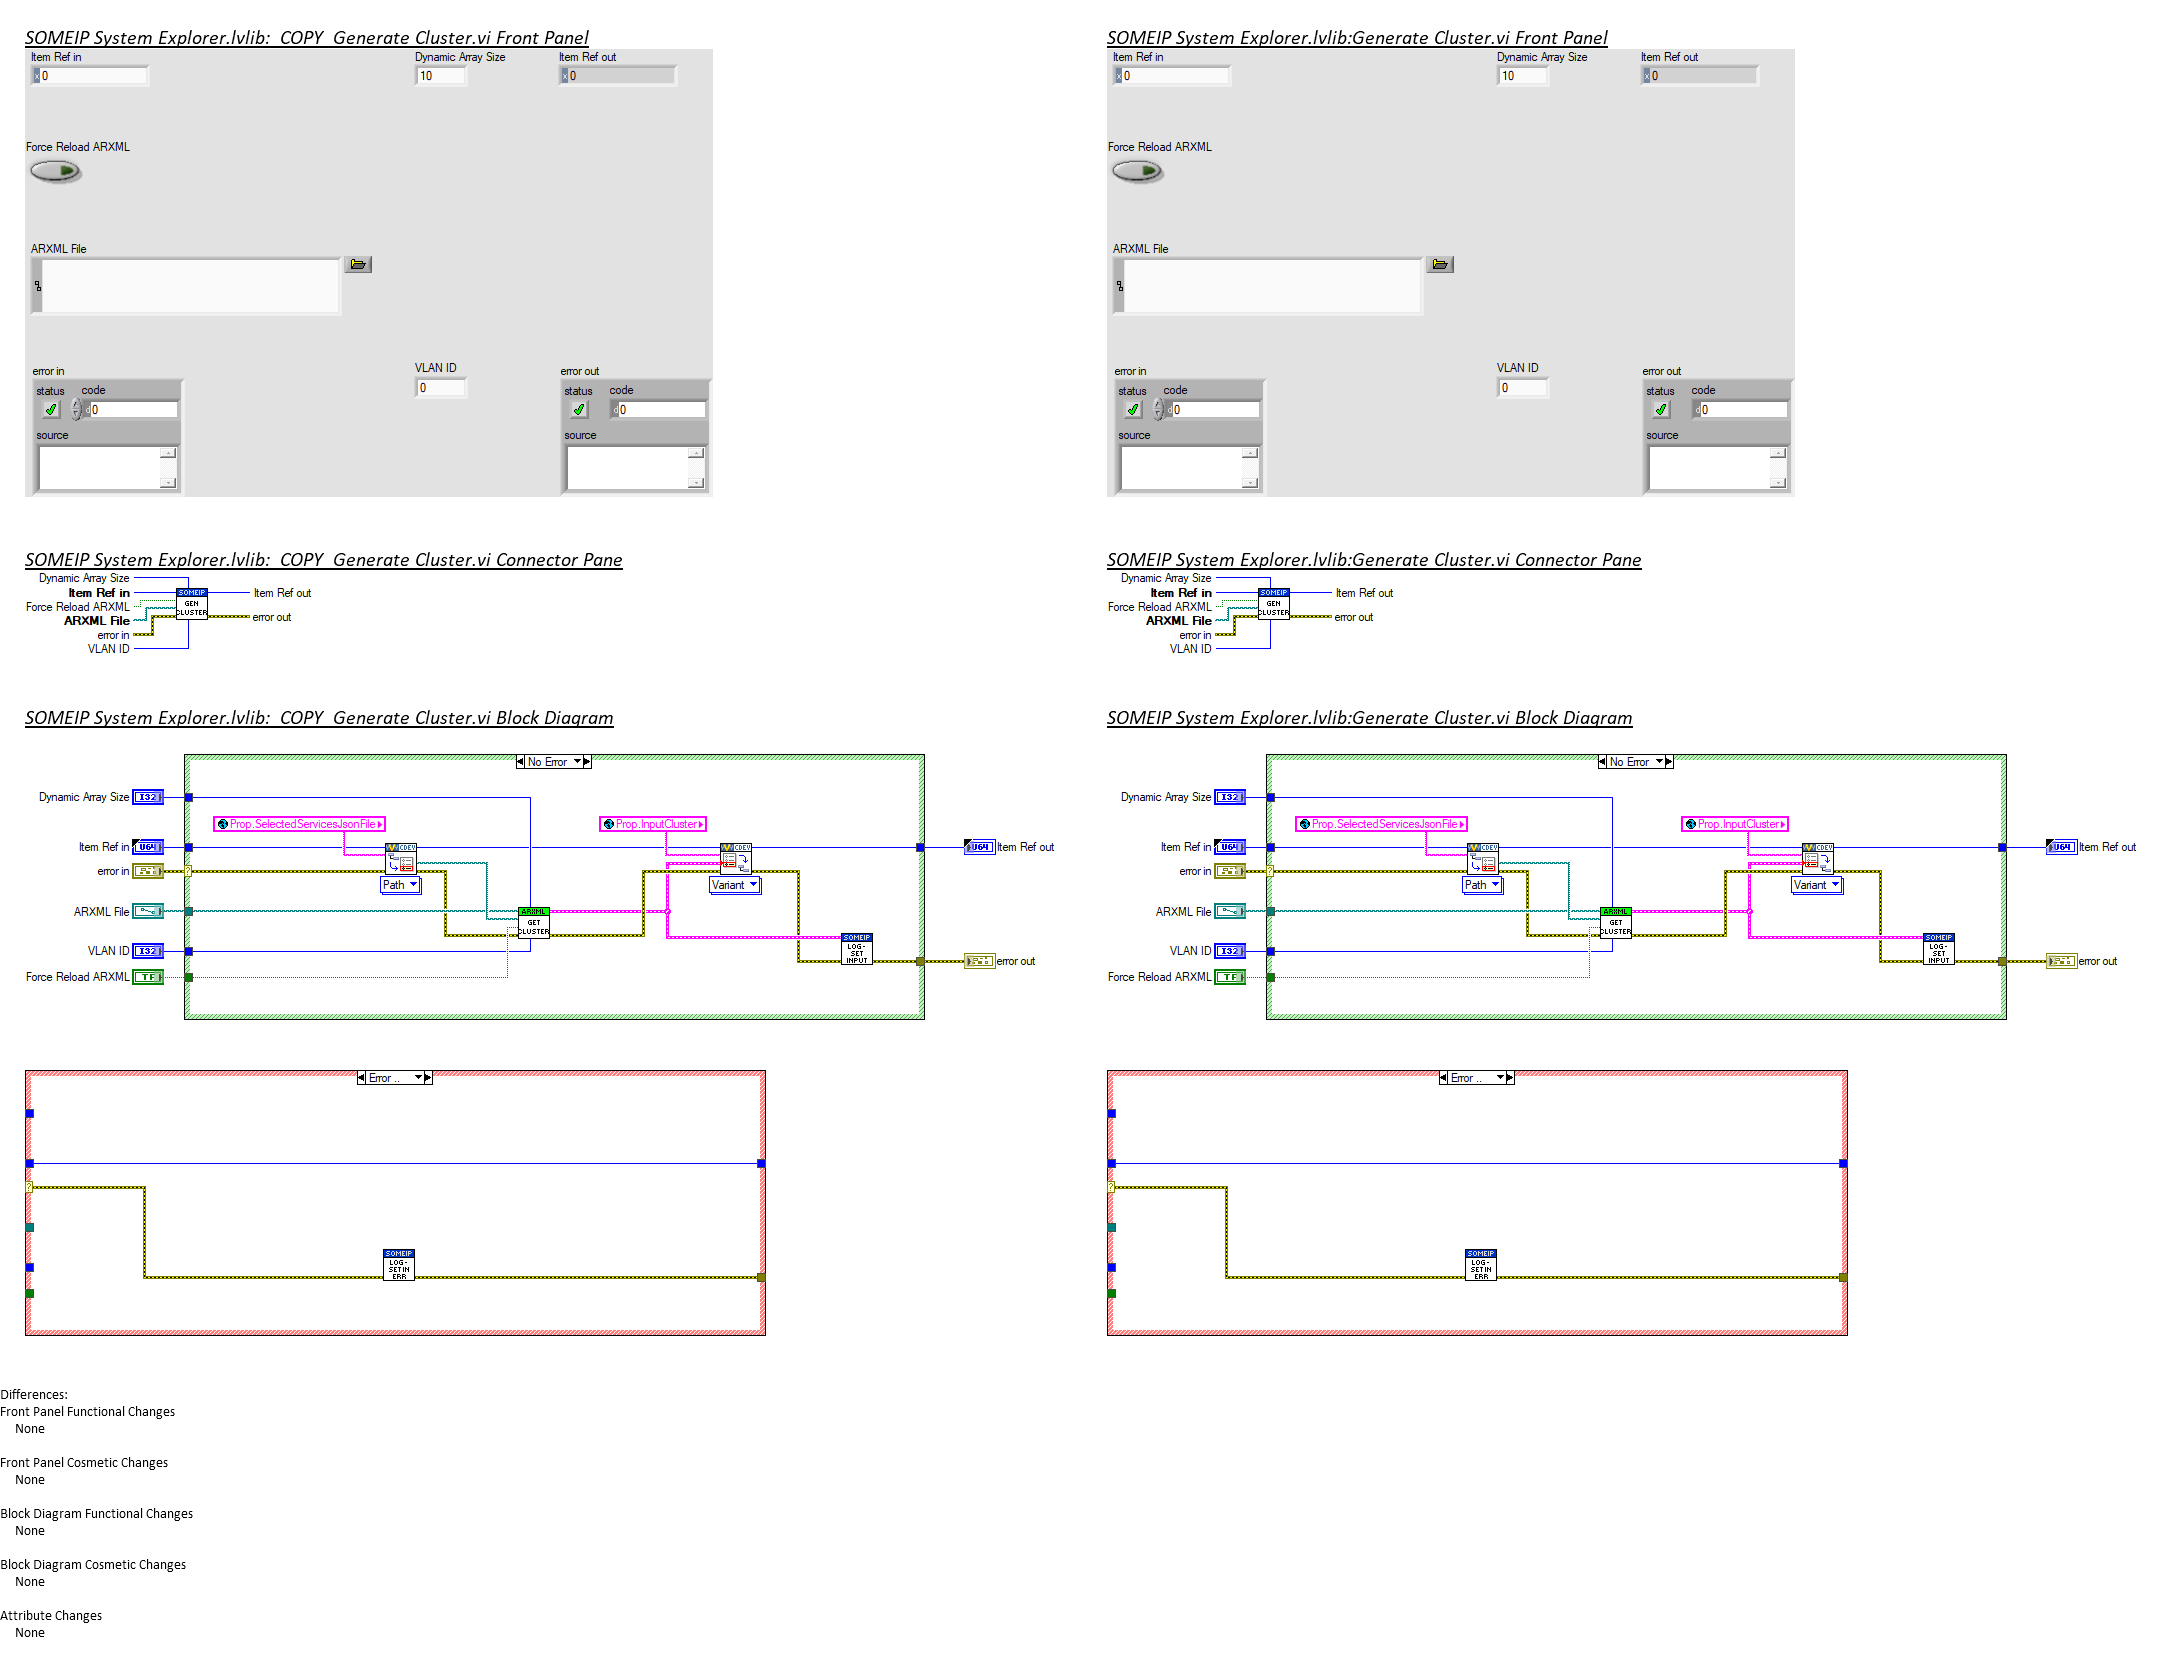 SOMEIP System Explorer.lvlib:  COPY  Generate Cluster.vi Front Panel
Item Ref in
Dynamic Array Size
Item Ref out
x 0
10
x 0
Force Reload ARXML
ARXML File
VLAN ID
0
error in
status
code
d 0
source
error out
status
code
d 0
source
SOMEIP System Explorer.lvlib:Generate Cluster.vi Front Panel
Item Ref in
Dynamic Array Size
Item Ref out
x 0
10
x 0
Force Reload ARXML
ARXML File
VLAN ID
0
error in
status
code
d 0
source
error out
status
code
d 0
source
SOMEIP System Explorer.lvlib:  COPY  Generate Cluster.vi Connector Pane
Dynamic Array Size
Item Ref in
Force Reload ARXML
ARXML File
error in
VLAN ID
SOMEIP
GEN
CLUSTER
Item Ref out
error out
SOMEIP System Explorer.lvlib:Generate Cluster.vi Connector Pane
Dynamic Array Size
Item Ref in
Force Reload ARXML
ARXML File
error in
VLAN ID
SOMEIP
GEN
CLUSTER
Item Ref out
error out
SOMEIP System Explorer.lvlib:  COPY  Generate Cluster.vi Block Diagram
No Error
Dynamic Array Size
I32
Prop.SelectedServicesJsonFile
Prop.InputCluster
Item Ref in
U64
CDEV
CDEV
U64
Item Ref out
error in
Path
Variant
ARXML File
ARXML
GET
CLUSTER
VLAN ID
I32
SOMEIP
LOG-
SET
INPUT
error out
Force Reload ARXML
TF
SOMEIP System Explorer.lvlib:Generate Cluster.vi Block Diagram
No Error
Dynamic Array Size
I32
Prop.SelectedServicesJsonFile
Prop.InputCluster
Item Ref in
U64
CDEV
CDEV
U64
Item Ref out
error in
Path
Variant
ARXML File
ARXML
GET
CLUSTER
VLAN ID
I32
SOMEIP
LOG-
SET
INPUT
error out
Force Reload ARXML
TF
Error ..
?
SOMEIP
LOG-
SETIN
ERR
Error ..
?
SOMEIP
LOG-
SETIN
ERR
Differences:
Front Panel Functional Changes
None
Front Panel Cosmetic Changes
None
Block Diagram Functional Changes
None
Block Diagram Cosmetic Changes
None
Attribute Changes
None